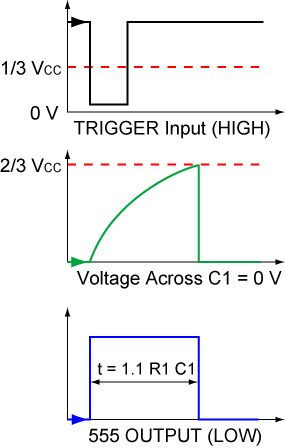 1/3 Vcc
0 V
TRIGGER Input (HIGH)
2/3 Vcc
Voltage Across C1 = 0 V
t = 1.1 R1 C1
555 OUTPUT (LOW)